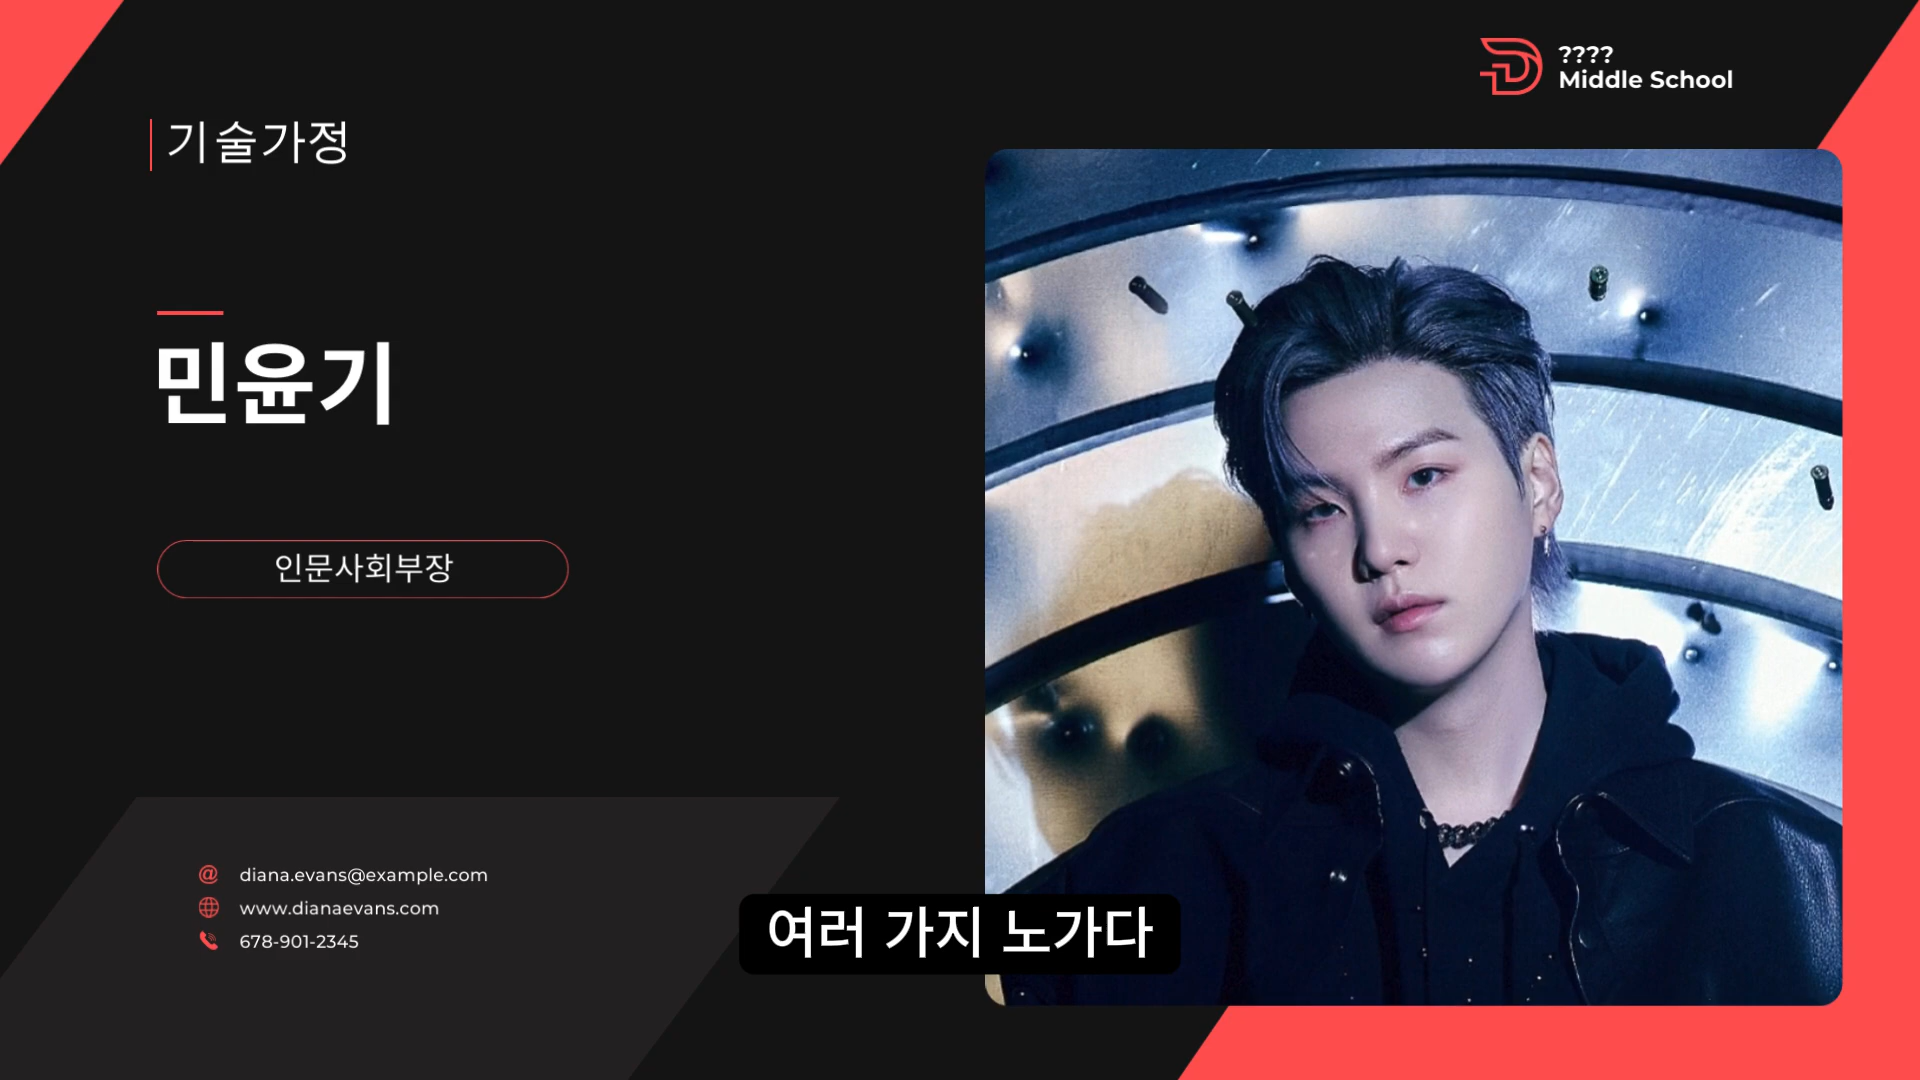 ????
Middle School
기술가정
민윤기
인문사회부장
diana.evans@example.com
www.dianaevans.com
678-901-2345
여러 가지 노가다